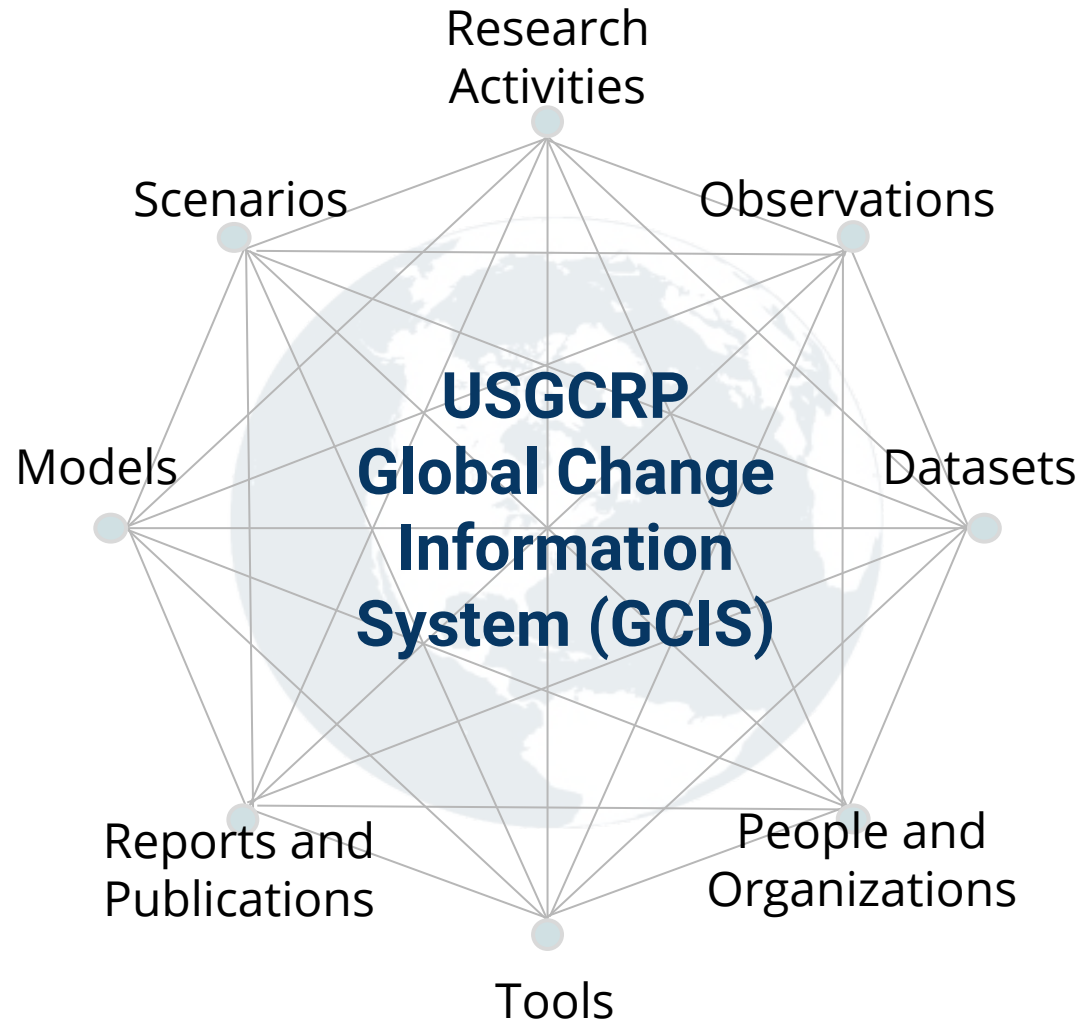 Research
Activities
Scenarios
Observations
USGCRP
Global Change
Information
System (GCIS)
Models
Datasets
Reports and
Publications
People and
Organizations
Tools